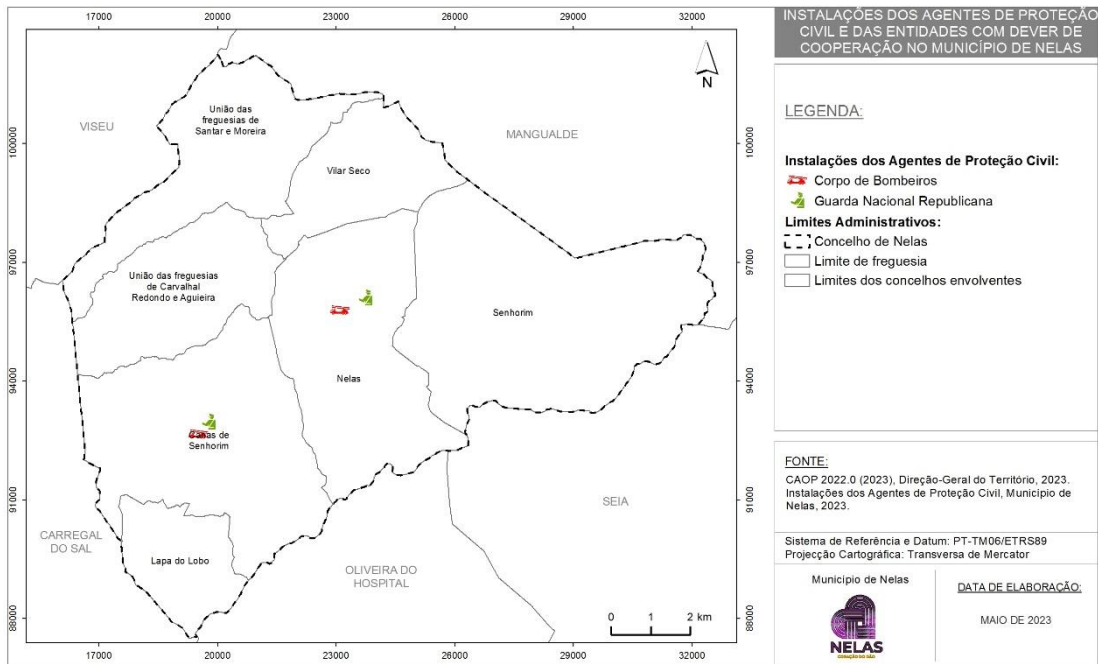 17000 20000 23000 26000 29000 32000
INSTALAÇÕES DOS AGENTES DE PROTEÇÃO
CIVIL E DAS ENTIDADES COM DEVER DE
COOPERAÇÃO NO MUNICÍPIO DE NELAS
N
VISEU
União das
freguesias de
Santar e Moreira
MANGUALDE
Vilar Seco
União das freguesias
de Carvalhal
Redondo e Aguieira
Senhorim
Nelas
Canas de
Senhorim
SEIA
CARREGAL
DO SAL
Lapa do Lobo
OLIVEIRA DO
HOSPITAL
0 1 2 km
100000 97000 94000 91000 88000
100000 97000 94000 91000 88000
17000 20000 23000 26000 29000 32000
LEGENDA:
Instalações dos Agentes de Proteção Civil:
Corpo de Bombeiros
Guarda Nacional Republicana
Limites Administrativos:
Concelho de Nelas
Limite de freguesia
Limites dos concelhos envolventes
FONTE:
CAOP 2022.0 (2023), Direção-Geral do Território, 2023.
Instalações dos Agentes de Proteção Civil, Municipio de
Nelas, 2023.
Sistema de Referência e Datum: PT-TM06/ETRS89
Projecção Cartográfica: Transversa de Mercator
Municipio de Nelas
NELAS
CORAÇÃO DO DÃO
DATA DE ELABORAÇÃO:
MAIO DE 2023